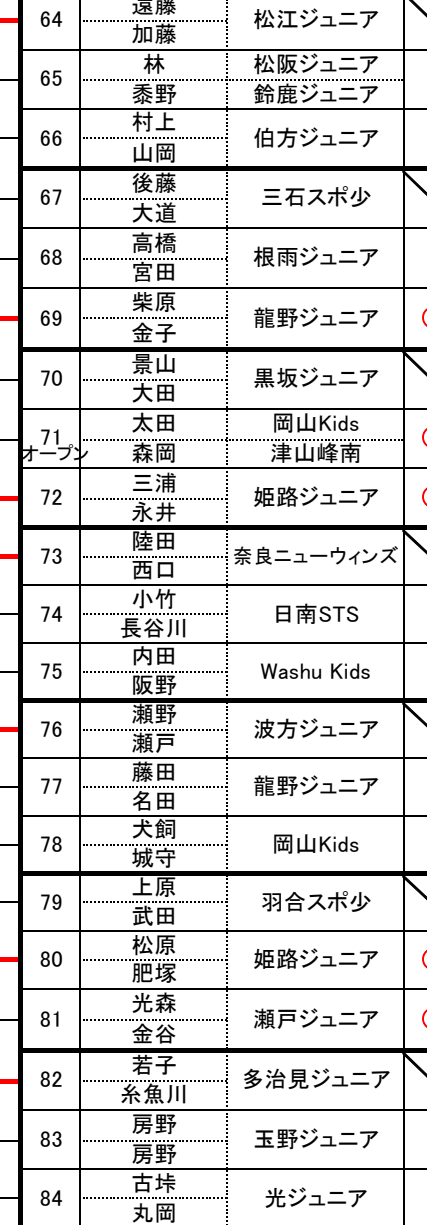 64 遠藤 加藤 松江ジュニア
65 林 松阪ジュニア
黍野 鈴鹿ジュニア
66 村上 山岡 伯方ジュニア
67 後藤 大道 三石スポ少
68 高橋 宮田 根雨ジュニア
69 柴原 金子 龍野ジュニア
70 景山 大田 黒坂ジュニア
71 太田 岡山Kids
オープン 森岡 津山峰南
72 三浦 永井 姫路ジュニア
73 陸田 西口 奈良ニューウィンズ
74 小竹 長谷川 日南STS
75 内田 阪野 Washu Kids
76 瀬野 瀬戸 波方ジュニア
77 藤田 名田 龍野ジュニア
78 犬飼 城守 岡山Kids
79 上原 武田 羽合スポ少
80 松原 肥塚 姫路ジュニア
81 光森 金谷 瀬戸ジュニア
82 若子 糸魚川 多治見ジュニア
83 房野 房野 玉野ジュニア
84 古垰 丸岡 光ジュニア